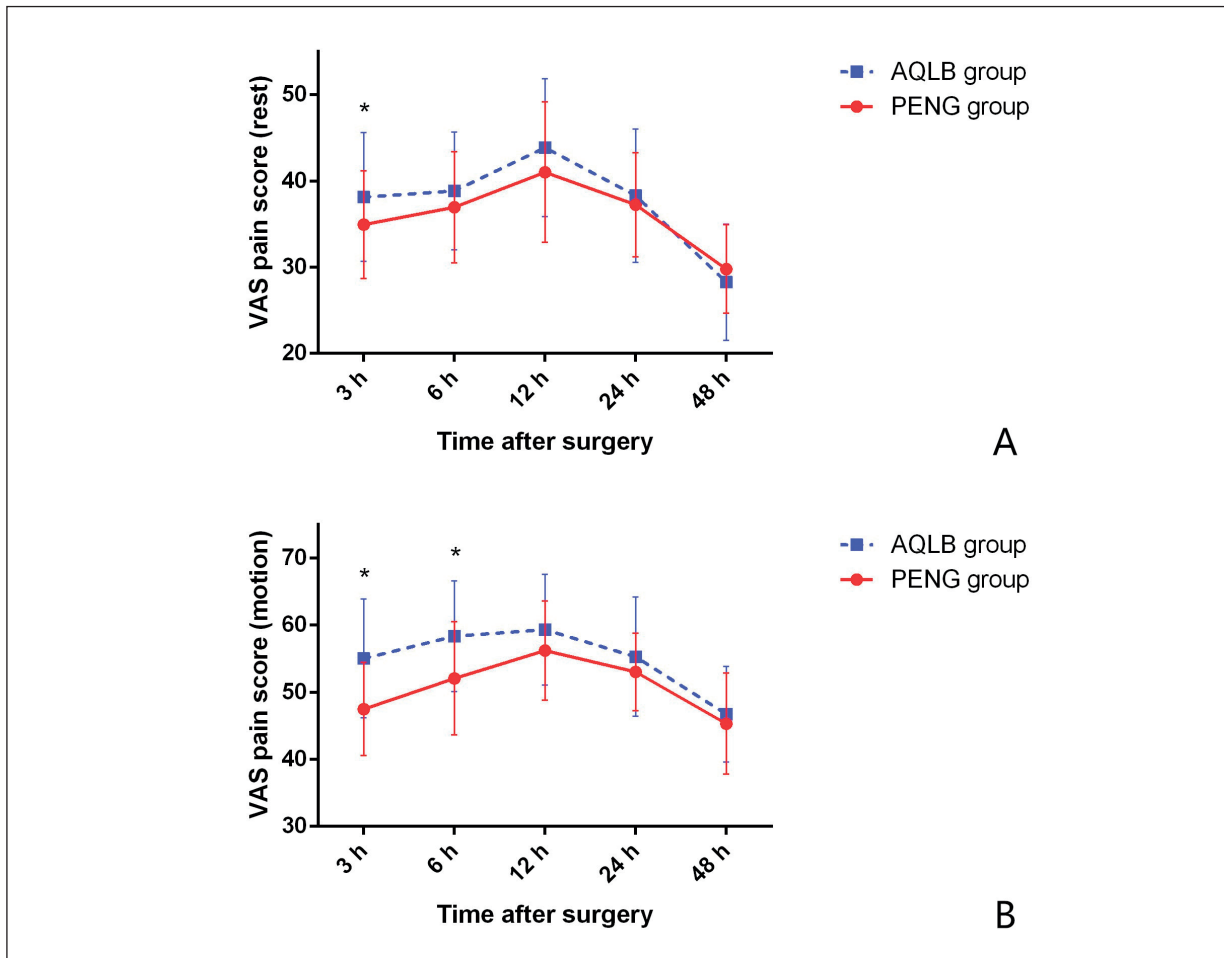 AQLB group
PENG group
VAS pain score (rest)
50
40
30
20
*
3 h
6 h
12 h
24 h
48 h
Time after surgery
A
AQLB group
PENG group
VAS pain score (motion)
70
60
50
40
30
*
*
3 h
6 h
12 h
24 h
48 h
Time after surgery
B